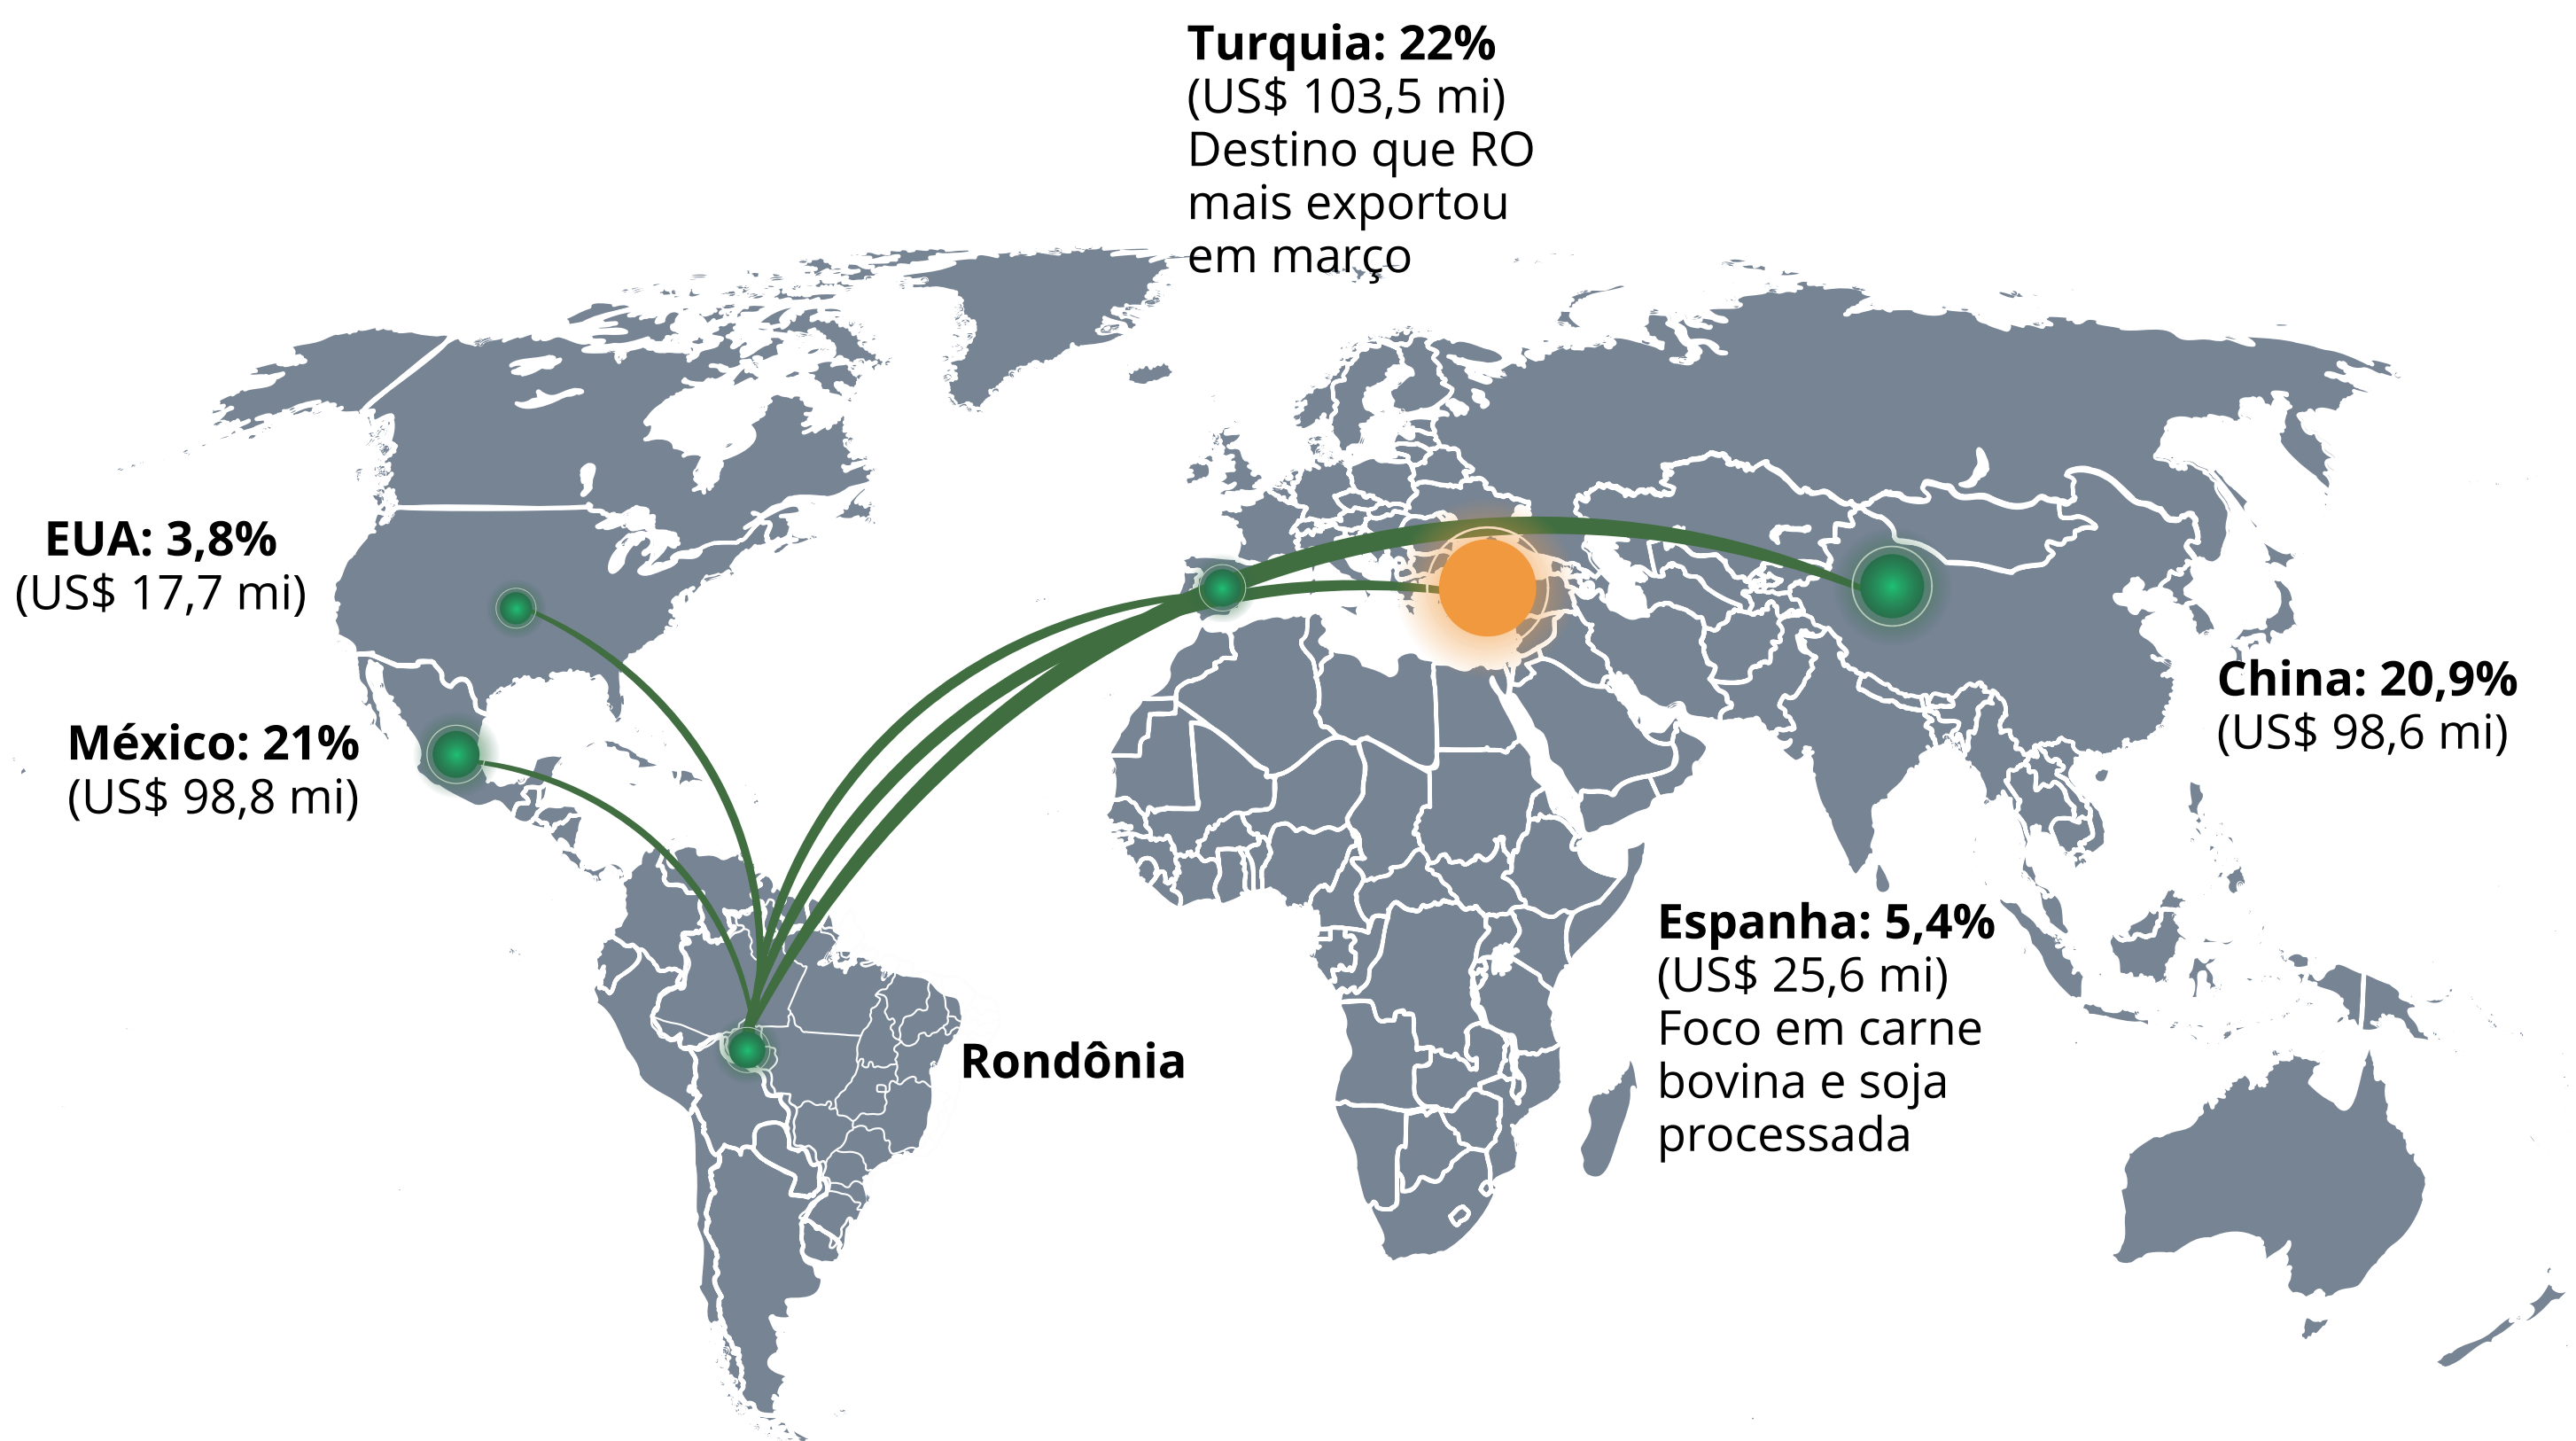 Turquia: 22%
(US$ 103,5 mi)
Destino que RO
mais exportou
em março
EUA: 3,8%
(US$ 17,7 mi)
México: 21%
(US$ 98,8 mi)
China: 20,9%
(US$ 98,6 mi)
Espanha: 5,4%
(US$ 25,6 mi)
Foco em carne
bovina e soja
processada
Rondônia